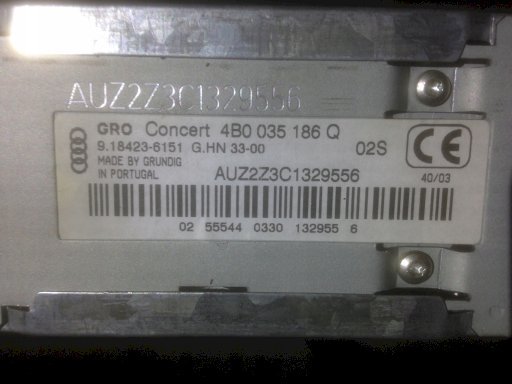 AUZ2Z3C1329556
GRO Concert 4B0 035 186 Q
9.18423-6151 G.HN 33-00 02S CE
MADE BY GRUNDIG
IN PORTUGAL AUZ2Z3C1329556 40/03
02 55544 0330 132955 6